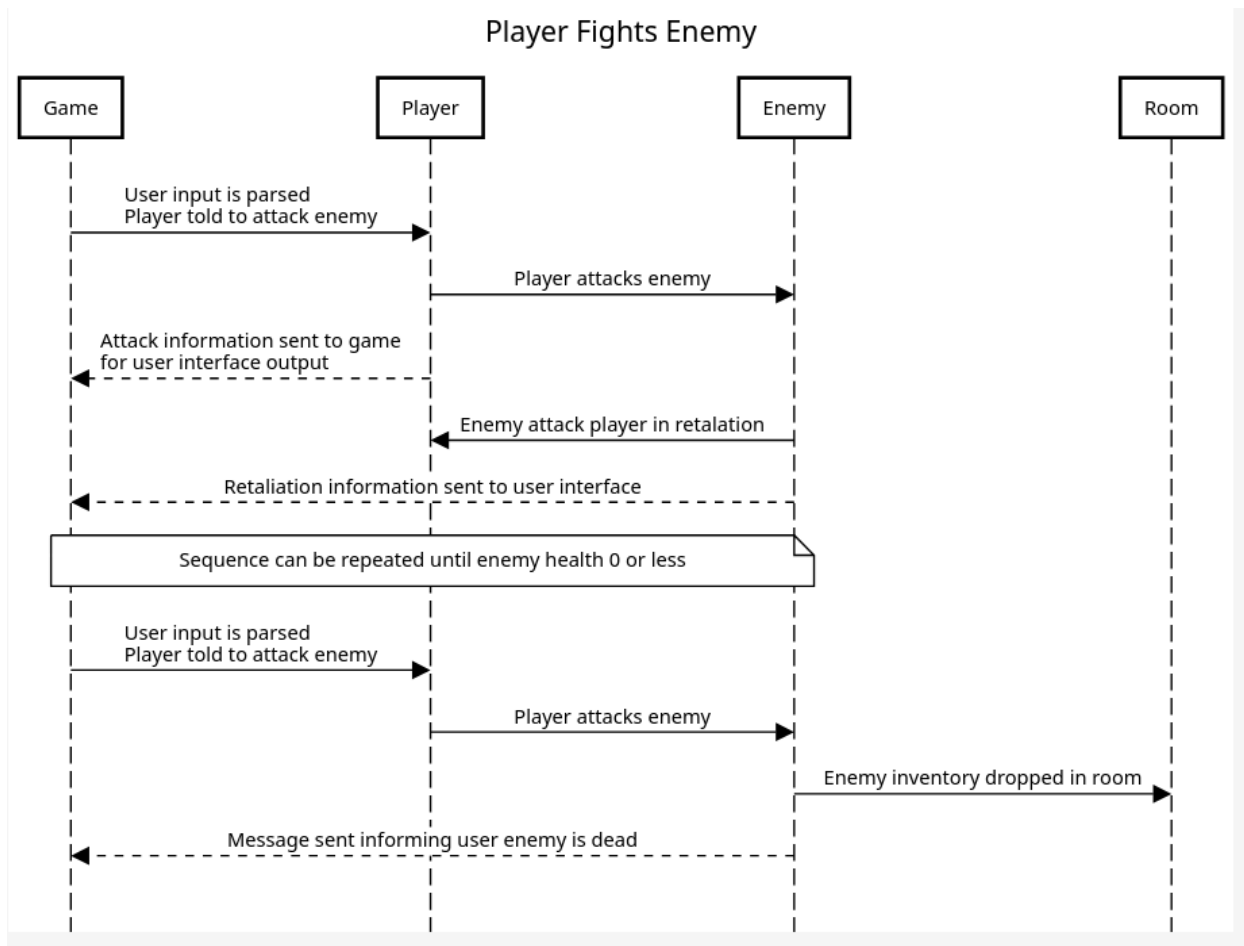 Player Fights Enemy
Game
Player
Enemy
Room
User input is parsed
Player told to attack enemy
Player attacks enemy
Attack information sent to game
for user interface output
Enemy attack player in retalation
Retaliation information sent to user interface
Sequence can be repeated until enemy health 0 or less
User input is parsed
Player told to attack enemy
Player attacks enemy
Enemy inventory dropped in room
Message sent informing user enemy is dead